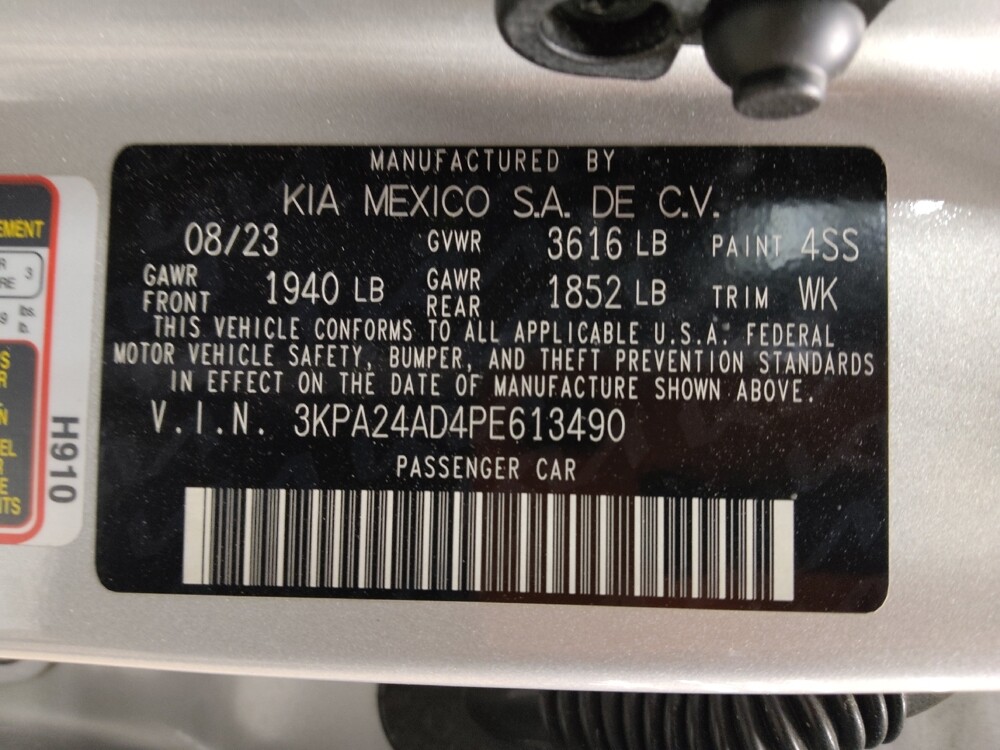 MANUFACTURED BY
KIA MEXICO S.A. DE C.V.
08/23 GVWR 3616 LB PAINT 4SS
GAWR FRONT 1940 LB GAWR REAR 1852 LB TRIM WK
THIS VEHICLE CONFORMS TO ALL APPLICABLE U.S.A. FEDERAL
MOTOR VEHICLE SAFETY, BUMPER, AND THEFT PREVENTION STANDARDS
IN EFFECT ON THE DATE OF MANUFACTURE SHOWN ABOVE.
V.I.N. 3KPA24AD4PE613490
PASSENGER CAR
H910
3
lbs.